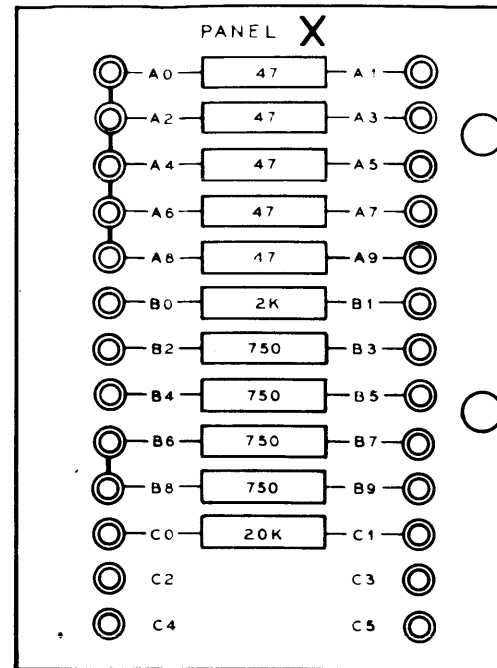 PANEL X
A0 47 A1
A2 47 A3
A4 47 A5
A6 47 A7
A8 47 A9
B0 2K B1
B2 750 B3
B4 750 B5
B6 750 B7
B8 750 B9
C0 20K C1
C2 C3
C4 C5